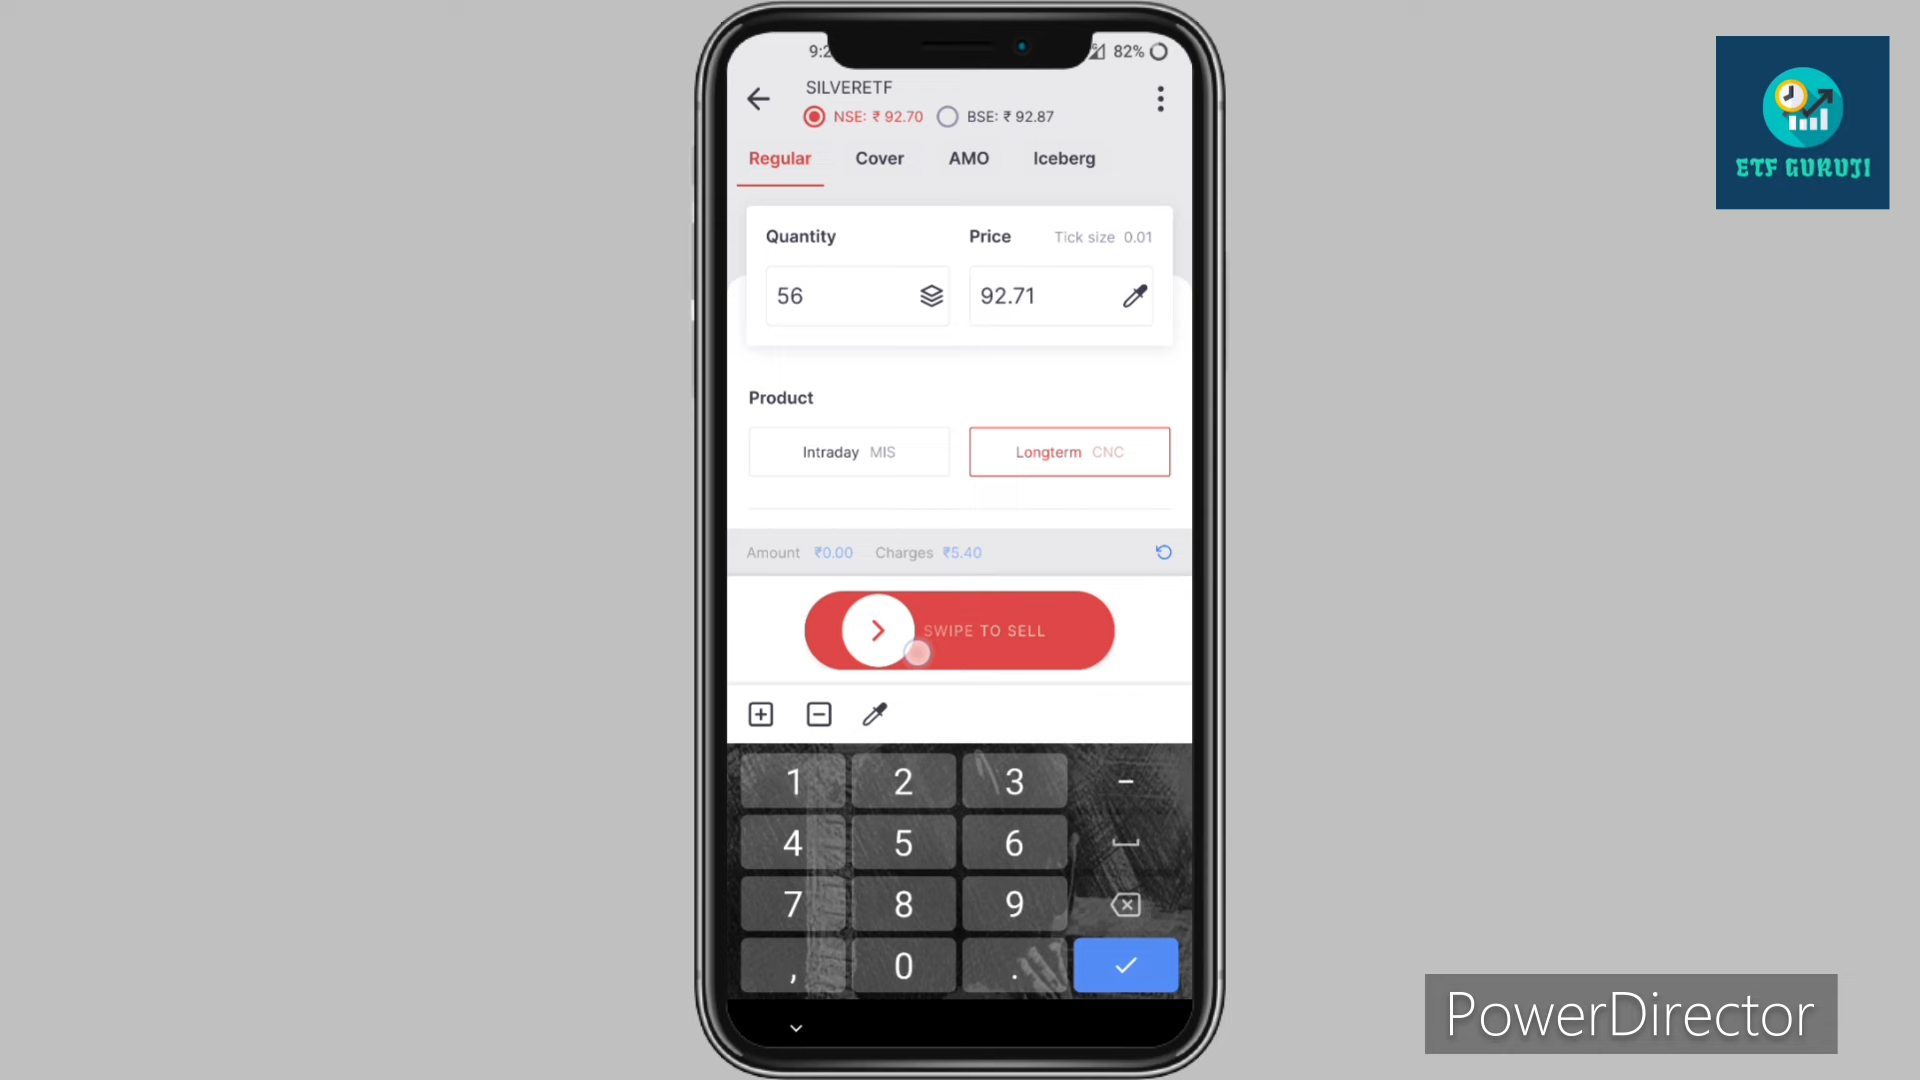 9:2
82%
SILVERETF
NSE: ₹ 92.70 BSE: ₹ 92.87
Regular Cover AMO Iceberg
Quantity Price Tick size 0.01
56 92.71
Product
Intraday MIS Longterm CNC
Amount ₹0.00 Charges ₹5.40
SWIPE TO SELL
1 2 3 -
4 5 6
7 8 9
, 0 .
ETF GURUJI
PowerDirector